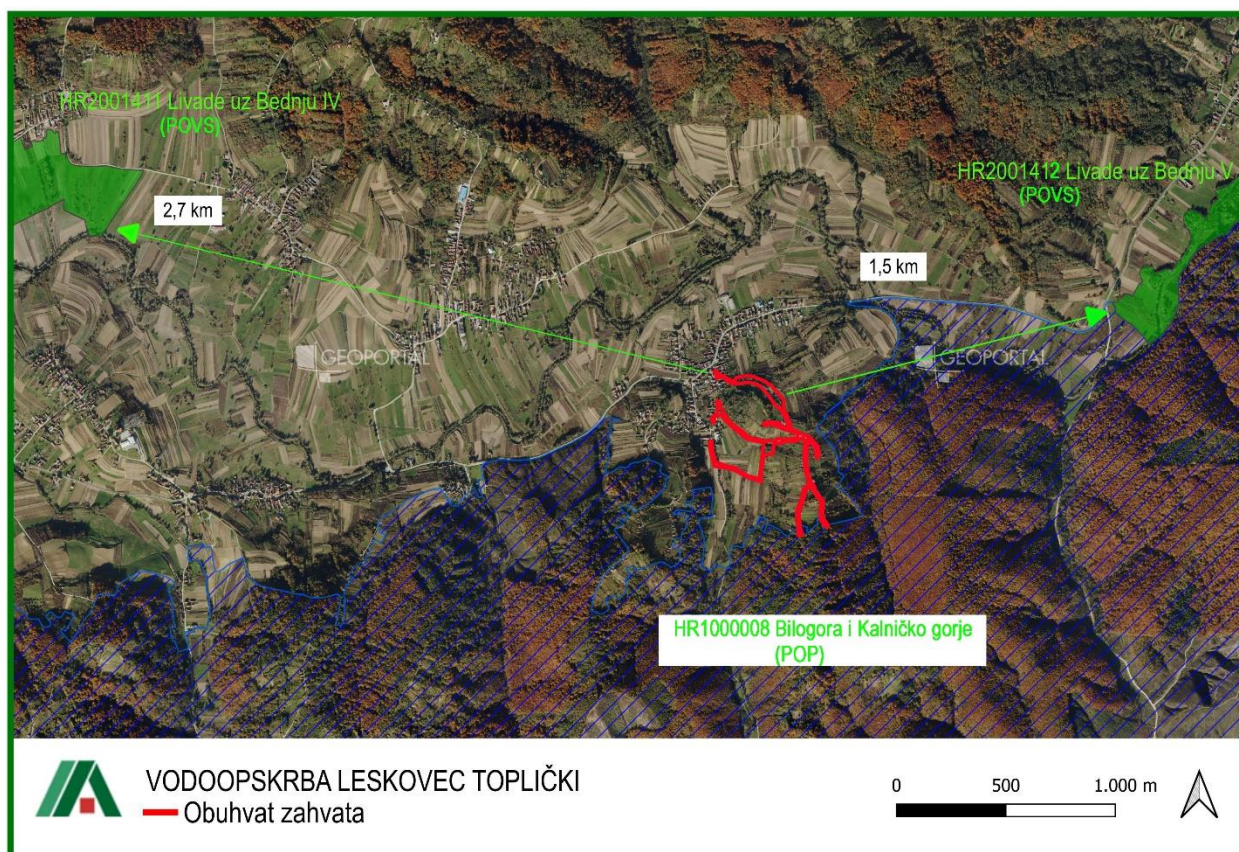 HR2001411 Livade uz Bednju IV
(POVS)
2,7 km
HR2001412 Livade uz Bednju V
(POVS)
1,5 km
GEOPORTAL
GEOPORTAL
HR1000008 Bilogora i Kalničko gorje
(POP)
VODOOPSKRBA LESKOVEC TOPLIČKI
Obuhvat zahvata
0 500 1.000 m